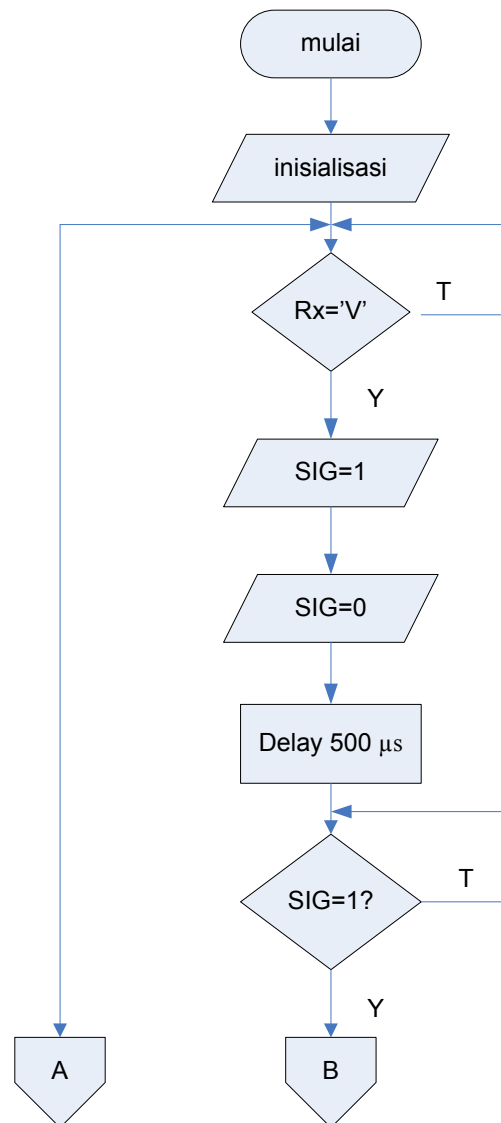 mulai
inisialisasi
Rx=’V’
T
Y
SIG=1
SIG=0
Delay 500 µs
SIG=1?
T
Y
A
B